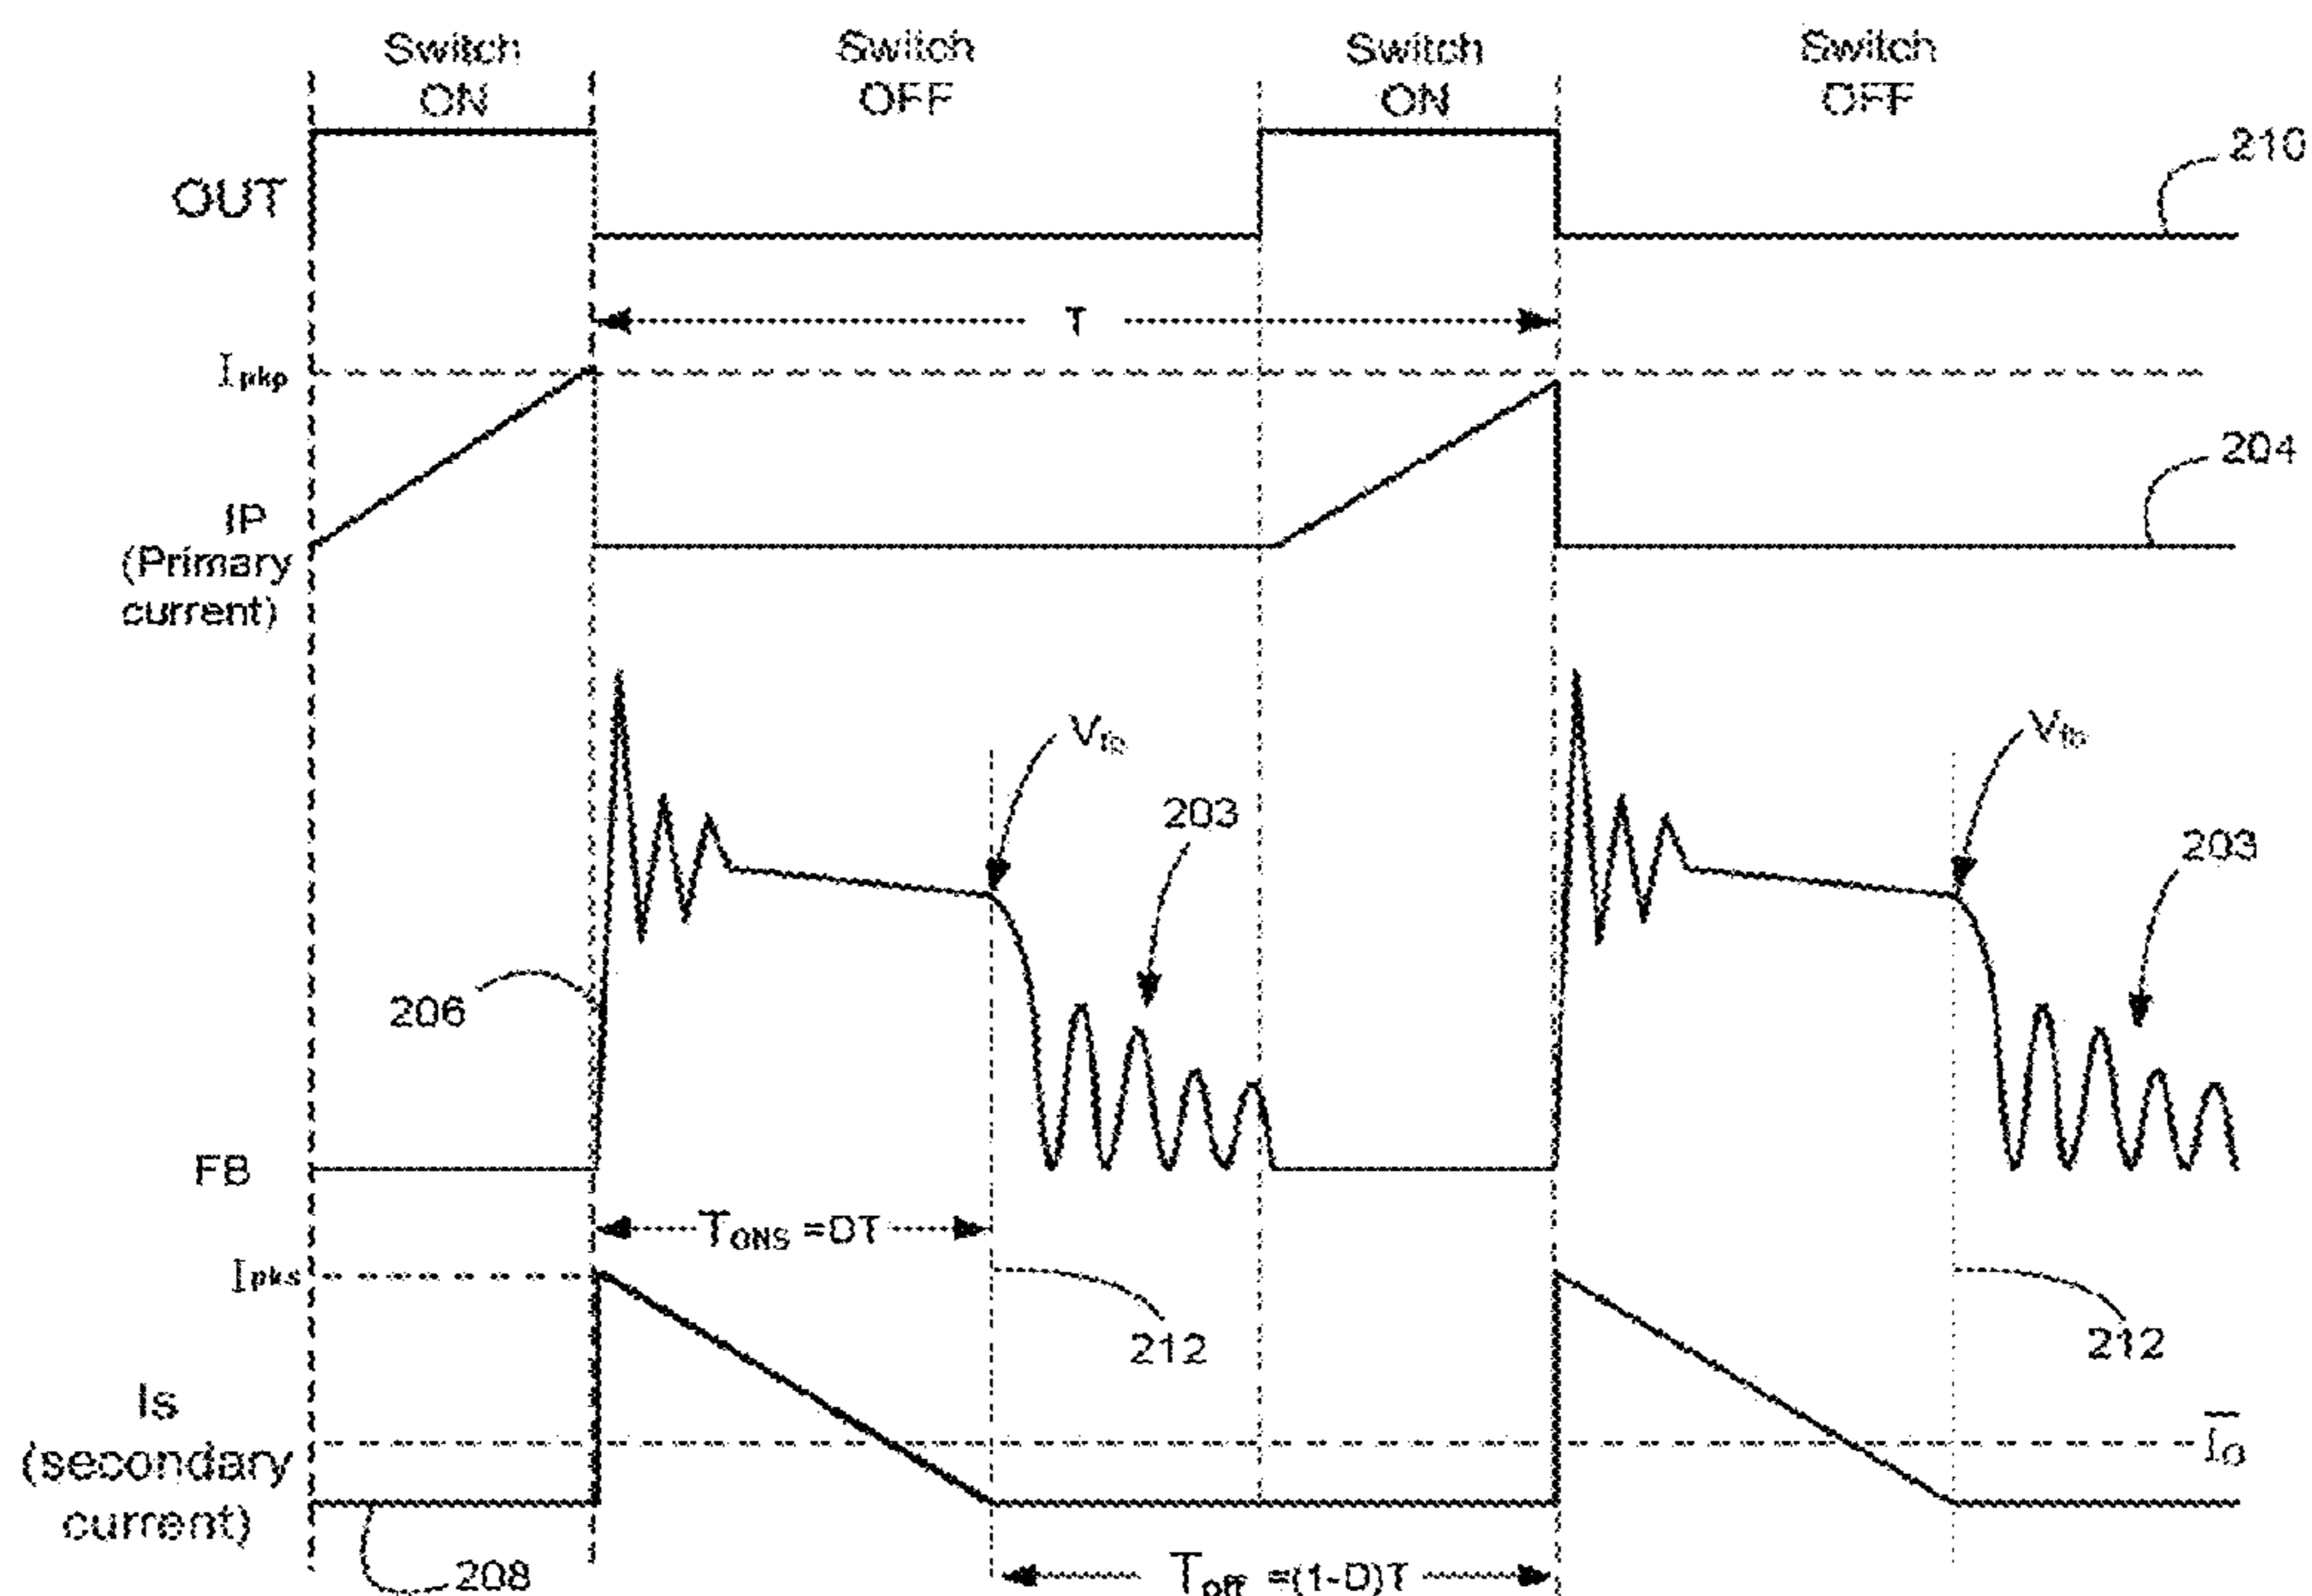 Switch
ON
Switch
OFF
Switch
ON
Switch
OFF
OUT
210
T
Ipkp
IP
(Primary
current)
204
Vfb
203
Vfb
203
206
FB
TONS =DT
Ipks
212
212
Is
(secondary
current)
IO
208
Toff =(1-D)T